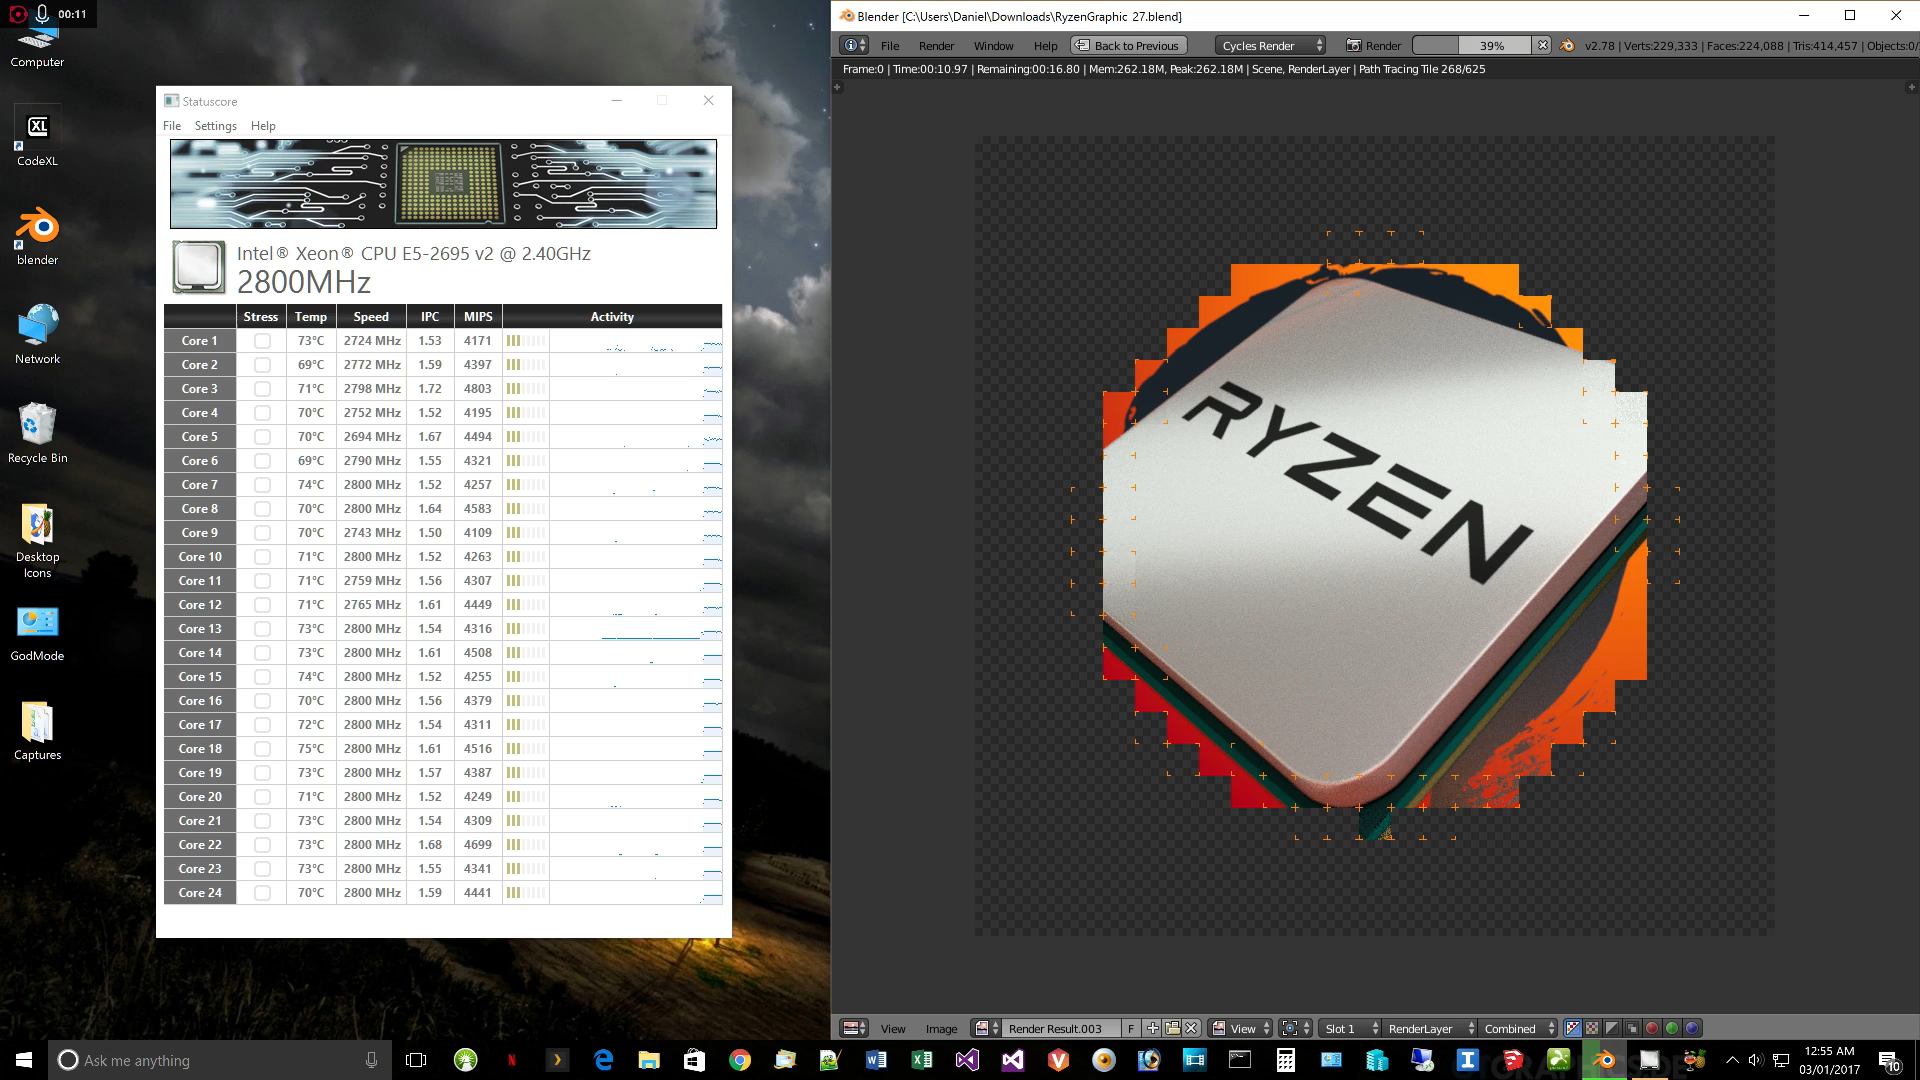 00:11
Computer
CodeXL
blender
Network
Recycle Bin
Desktop
Icons
GodMode
Captures
Statuscore
File Settings Help
Intel® Xeon® CPU E5-2695 v2 @ 2.40GHz
2800MHz
Stress Temp Speed IPC MIPS Activity
Core 1 73°C 2724 MHz 1.53 4171
Core 2 69°C 2772 MHz 1.59 4397
Core 3 71°C 2798 MHz 1.72 4803
Core 4 70°C 2752 MHz 1.52 4195
Core 5 70°C 2694 MHz 1.67 4494
Core 6 69°C 2790 MHz 1.55 4321
Core 7 74°C 2800 MHz 1.52 4257
Core 8 70°C 2800 MHz 1.64 4583
Core 9 70°C 2743 MHz 1.50 4109
Core 10 71°C 2800 MHz 1.52 4263
Core 11 71°C 2759 MHz 1.56 4307
Core 12 71°C 2765 MHz 1.61 4449
Core 13 73°C 2800 MHz 1.54 4316
Core 14 73°C 2800 MHz 1.61 4508
Core 15 74°C 2800 MHz 1.52 4255
Core 16 70°C 2800 MHz 1.56 4379
Core 17 72°C 2800 MHz 1.54 4311
Core 18 75°C 2800 MHz 1.61 4516
Core 19 73°C 2800 MHz 1.57 4387
Core 20 71°C 2800 MHz 1.52 4249
Core 21 73°C 2800 MHz 1.54 4309
Core 22 73°C 2800 MHz 1.68 4699
Core 23 73°C 2800 MHz 1.55 4341
Core 24 70°C 2800 MHz 1.59 4441
Blender [C:\Users\Daniel\Downloads\RyzenGraphic 27.blend]
File Render Window Help Back to Previous Cycles Render Render 39% v2.78 | Verts:229,333 | Faces:224,088 | Tris:414,457 | Objects:0/
Frame:0 | Time:00:10.97 | Remaining:00:16.80 | Mem:262.18M, Peak:262.18M | Scene, RenderLayer | Path Tracing Tile 268/625
RYZEN
View Image Render Result.003 F View Slot 1 RenderLayer Combined
Ask me anything
12:55 AM
03/01/2017
10